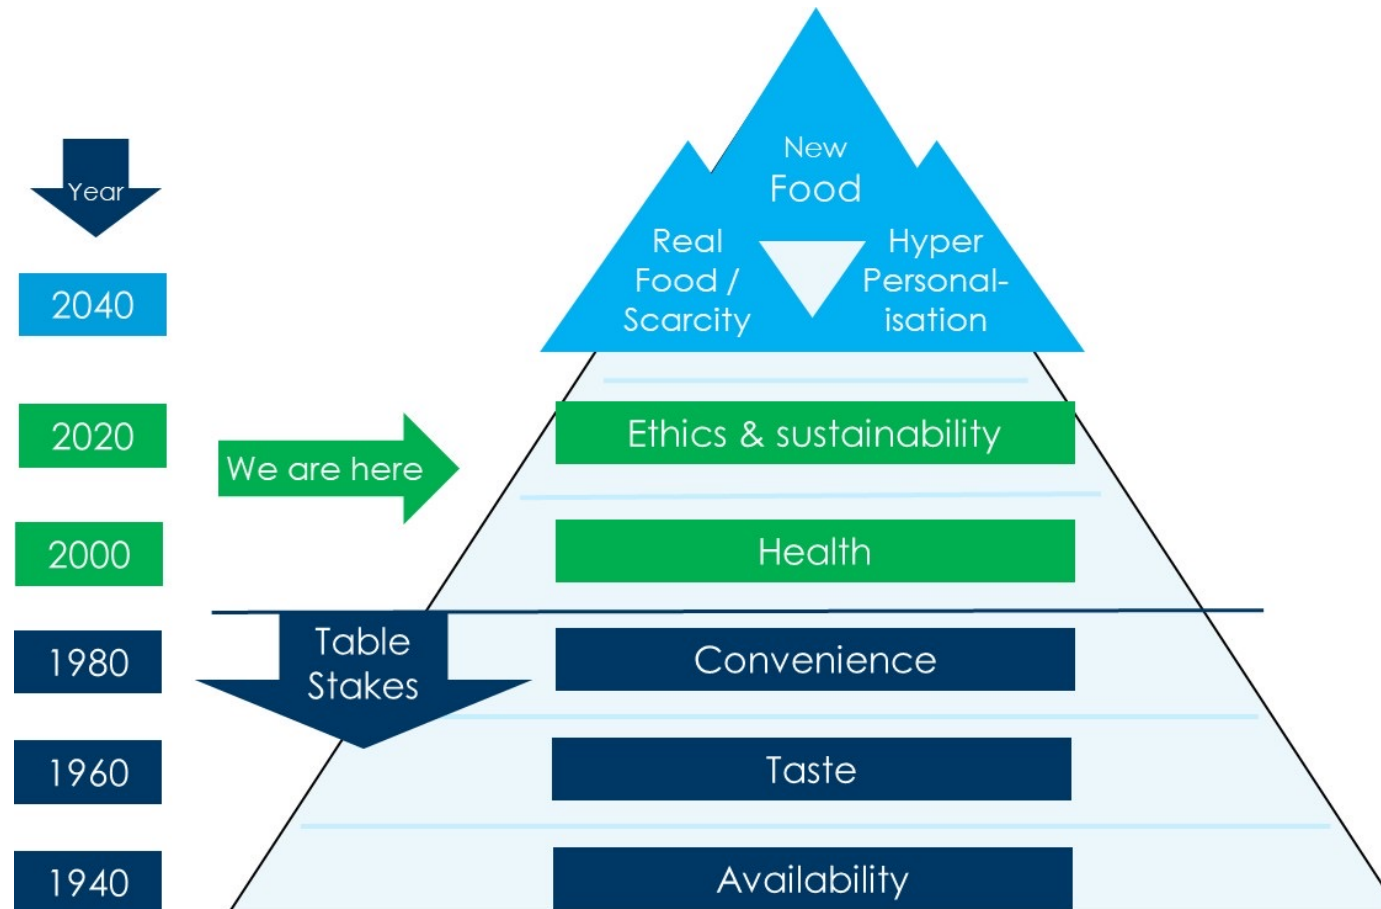 Year
New
Food
Real
Food /
Scarcity
Hyper
Personal-
isation
2040
2020
We are here
Ethics & sustainability
2000
Health
1980
Table
Stakes
Convenience
1960
Taste
1940
Availability